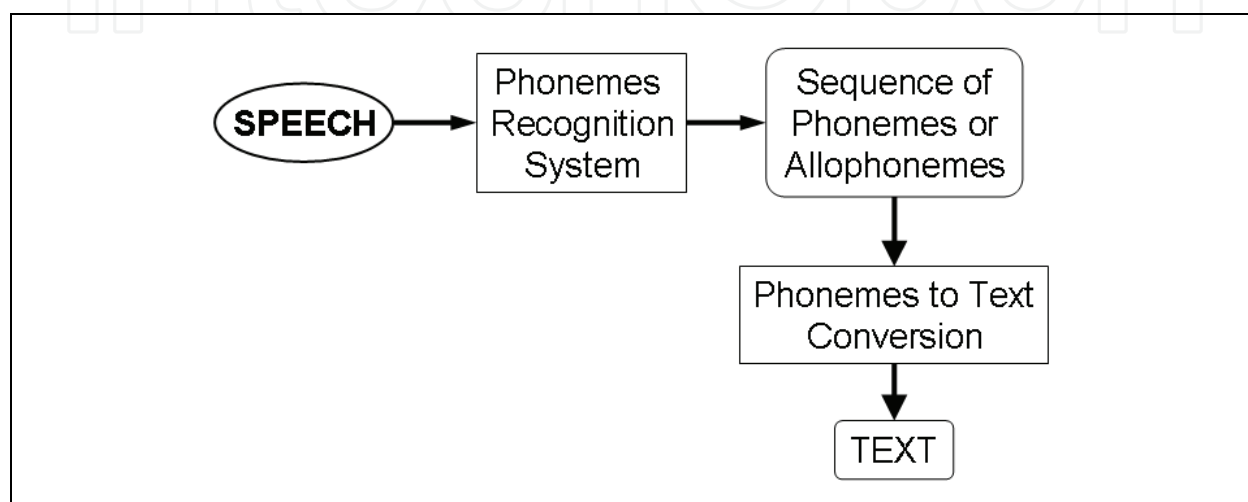 SPEECH
Phonemes
Recognition
System
Sequence of
Phonemes or
Allophonemes
Phonemes to Text
Conversion
TEXT